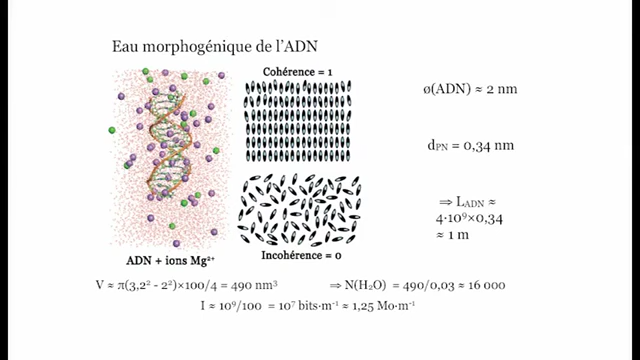 Eau morphogénique de l’ADN
Cohérence = 1
ø(ADN) ≈ 2 nm
dPN = 0,34 nm
⇒ LADN ≈
4·10⁹×0,34
≈ 1 m
ADN + ions Mg²⁺
Incohérence = 0
V ≈ π(3,2² - 2²)×100/4 = 490 nm³
⇒ N(H₂O) = 490/0,03 ≈ 16 000
I ≈ 10⁹/100 = 10⁷ bits·m⁻¹ ≈ 1,25 Mo·m⁻¹